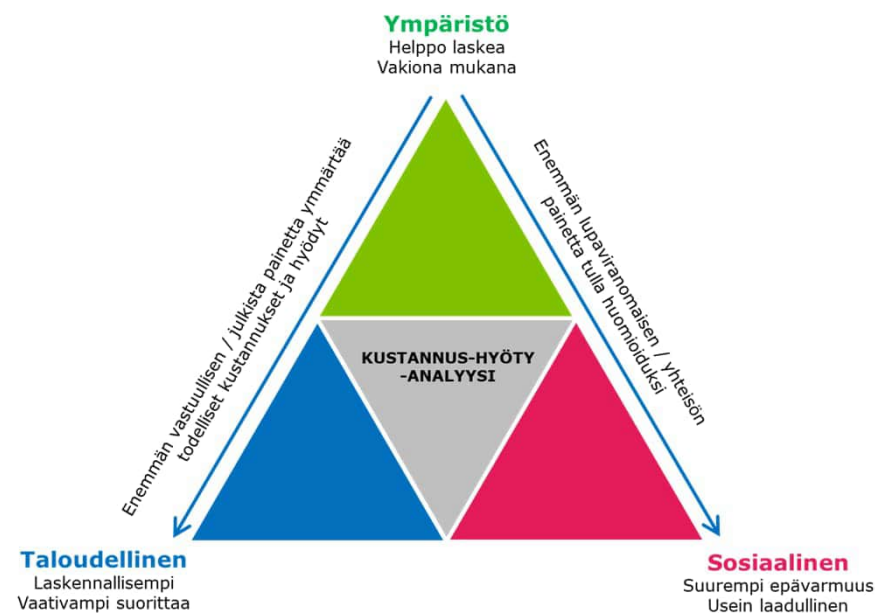 Ympäristö
Helppo laskea
Vakiona mukana
Enemmän vastuullisen / julkista painetta ymmärtää
todelliset kustannukset ja hyödyt
Enemmän lupaviranomaisen / yhteisön
painetta tulla huomioiduksi
KUSTANNUS-HYÖTY
-ANALYYSI
Taloudellinen
Laskennallisempi
Vaativampi suorittaa
Sosiaalinen
Suurempi epävarmuus
Usein laadullinen